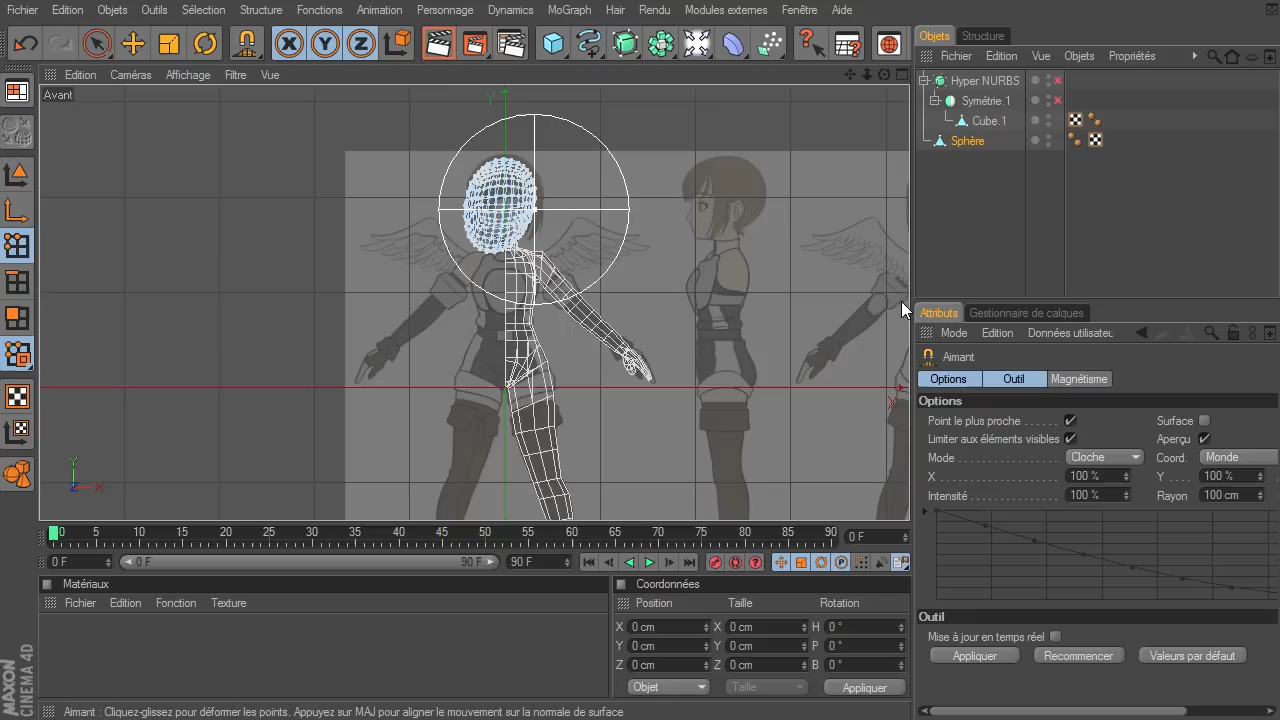 Fichier Edition Objets Outils Sélection Structure Fonctions Animation Personnage Dynamics MoGraph Hair Rendu Modules externes Fenêtre Aide
Objets Structure
Fichier Edition Vue Objets Propriétés
Edition Caméras Affichage Filtre Vue
Hyper NURBS
Symétrie.1
Cube.1
Sphère
Avant
Y
X
Y
Z X
Attributs Gestionnaire de calques
Mode Edition Données utilisateu
Aimant
Options Outil Magnétisme
Options
Point le plus proche Surface
Limiter aux éléments visibles Aperçu
Mode Cloche Coord. Monde
X 100 % Y 100 %
Intensité 100 % Rayon 100 cm
0 5 10 15 20 25 30 35 40 45 50 55 60 65 70 75 80 85 90 0 F
0 F 0 F 90 F 90 F
Matériaux
Fichier Edition Fonction Texture
Coordonnées
Position Taille Rotation
X 0 cm X 0 cm H 0 °
Y 0 cm Y 0 cm P 0 °
Z 0 cm Z 0 cm B 0 °
Objet Taille Appliquer
Outil
Mise à jour en temps réel
Appliquer Recommencer Valeurs par défaut
MAXON
CINEMA 4D
Aimant : Cliquez-glissez pour déformer les points. Appuyez sur MAJ pour aligner le mouvement sur la normale de surface